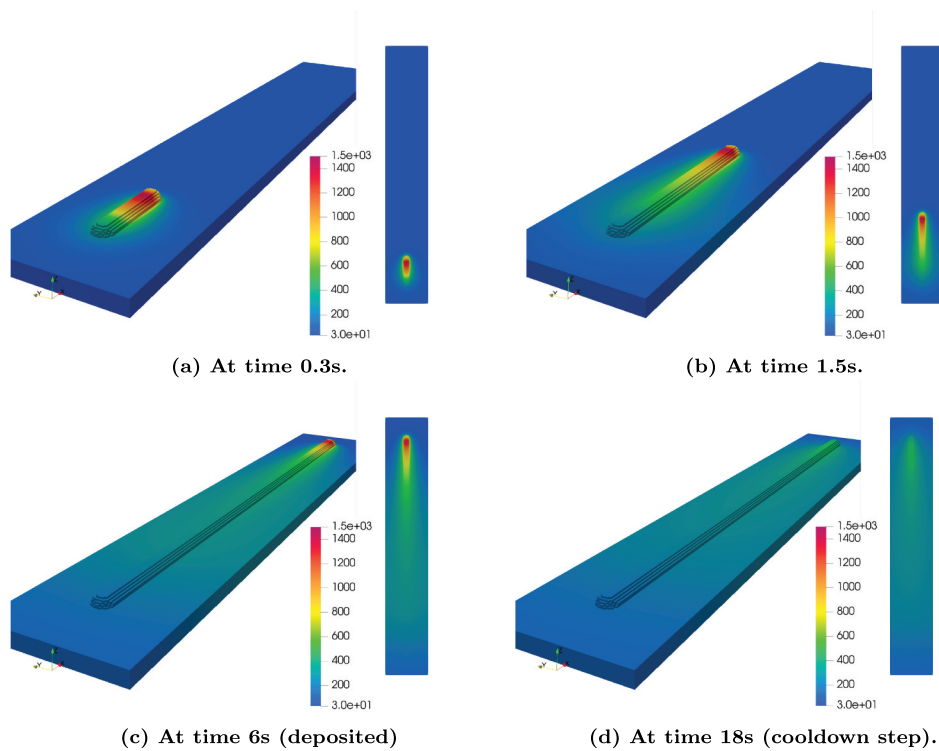 1.5e+03
1400
1200
1000
800
600
400
200
3.0e+01
Z
Y
X
(a) At time 0.3s.
1.5e+03
1400
1200
1000
800
600
400
200
3.0e+01
Z
Y
X
(b) At time 1.5s.
1.5e+03
1400
1200
1000
800
600
400
200
3.0e+01
Z
Y
X
(c) At time 6s (deposited)
1.5e+03
1400
1200
1000
800
600
400
200
3.0e+01
Z
Y
X
(d) At time 18s (cooldown step).